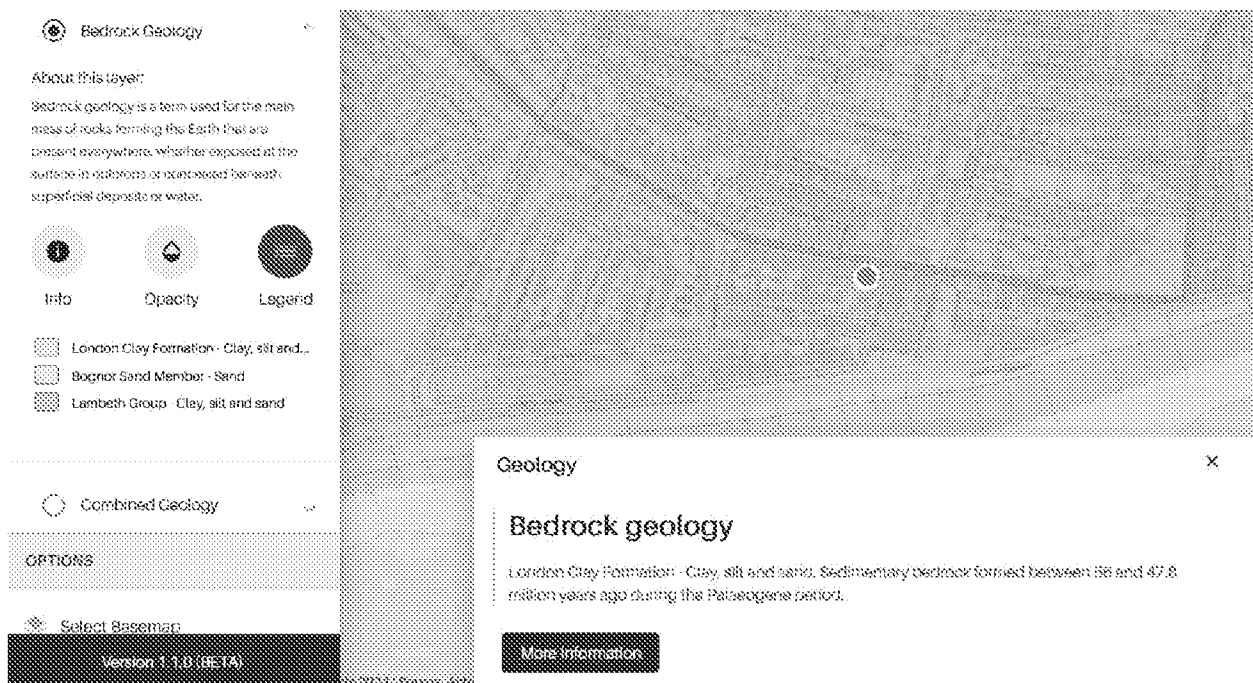 Bedrock Geology
About this layer:
Bedrock geology is a term used for the main
mass of rocks forming the Earth that are
present everywhere, whether exposed at the
surface in outcrops or concealed beneath
superficial deposits or water.
Info
Opacity
Legend
London Clay Formation - Clay, silt and...
Bognor Sand Member - Sand
Lambeth Group - Clay, silt and sand
Combined Geology
OPTIONS
Select Basemap
Version 1.1.0 (BETA)
Geology
Bedrock geology
London Clay Formation - Clay, silt and sand. Sedimentary bedrock formed between 56 and 47.8
million years ago during the Palaeogene period.
More Information